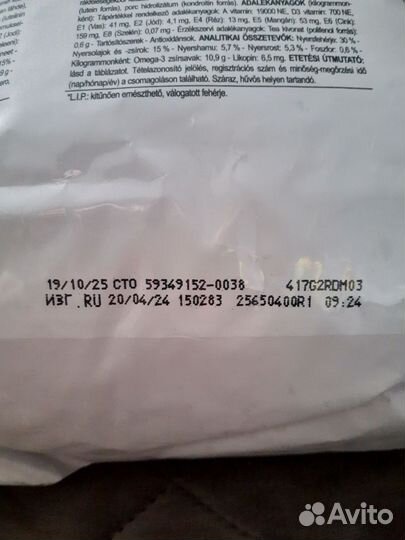 (lutein forrás), porc hidrolizátum (kondroitin forrás). ADALÉKANYAGOK (kilogrammon-
ként): Tápértékkel rendelkező adalékanyagok: A vitamin: 19000 NE, D3 vitamin: 700 NE,
E1 (Vas): 41 mg, E2 (Jód): 4,1 mg, E4 (Réz): 13 mg, E5 (Mangán): 53 mg, E6 (Cink):
159 mg, E8 (Szelén): 0,07 mg - Érzékszervi adalékanyagok: Tea kivonat (polifenol forrás):
0,6 g - Tartósítószerek - Antioxidánsok. ANALITIKAI ÖSSZETEVŐK: Nyersfehérje: 30% -
Nyersolajok és -zsírok: 15% - Nyershamu: 5,7% - Nyersrost: 5,3% - Foszfor: 0,6% -
Kilogrammonként: Omega-3 zsírsavak: 10,9 g - Likopin: 6,5 mg. ETETÉSI ÚTMUTATÓ:
lásd a táblázatot. Tételazonosító jelölés, regisztrációs szám és minőség-megőrzési idő
(nap/hónap/év) a csomagoláson található. Száraz, hűvös helyen tartandó.
*L.I.P.: kitűnően emészthető, válogatott fehérje.
19/10/25 CTO 59349152-0038 417G2RDM03
ИЗГ.RU 20/04/24 150283 25650400R1 09:24
Avito